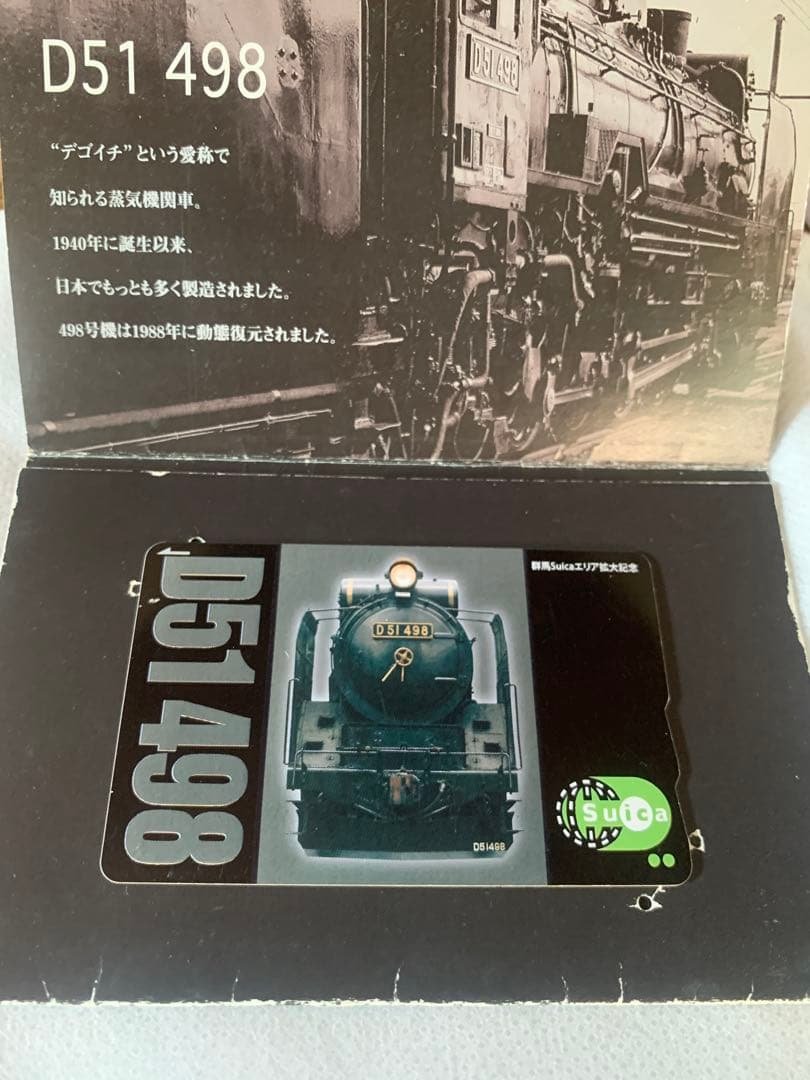 D51 498
D51 498
“デゴイチ”という愛称で
知られる蒸気機関車。
1940年に誕生以来、
日本でもっとも多く製造されました。
498号機は1988年に動態復元されました。
D51 498
群馬Suicaエリア拡大記念
D51 498
Suica
D51498